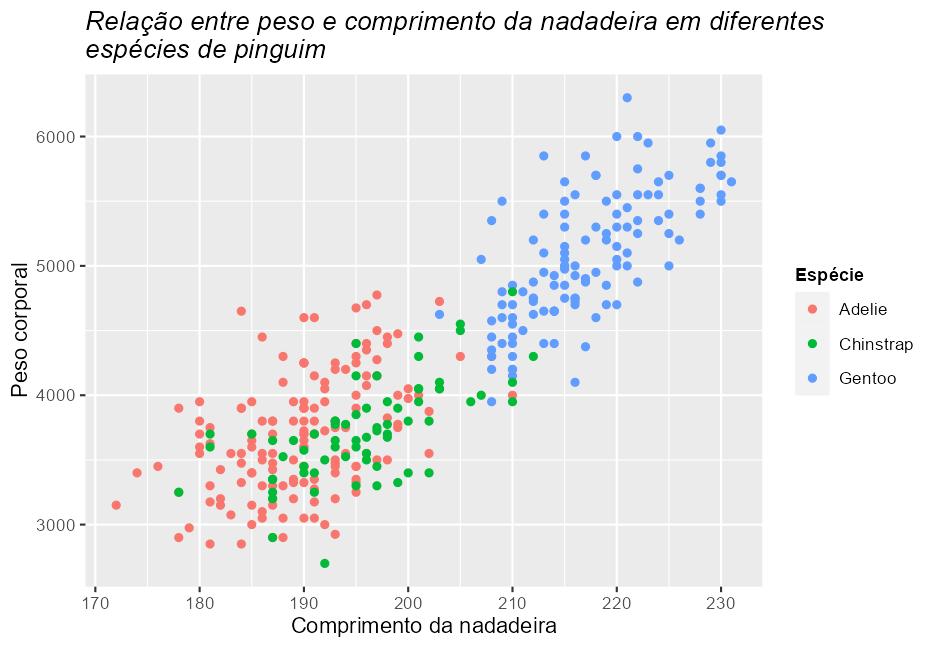 Relação entre peso e comprimento da nadadeira em diferentes
espécies de pinguim
Peso corporal
6000
5000
4000
3000
170 180 190 200 210 220 230
Comprimento da nadadeira
Espécie
Adelie
Chinstrap
Gentoo